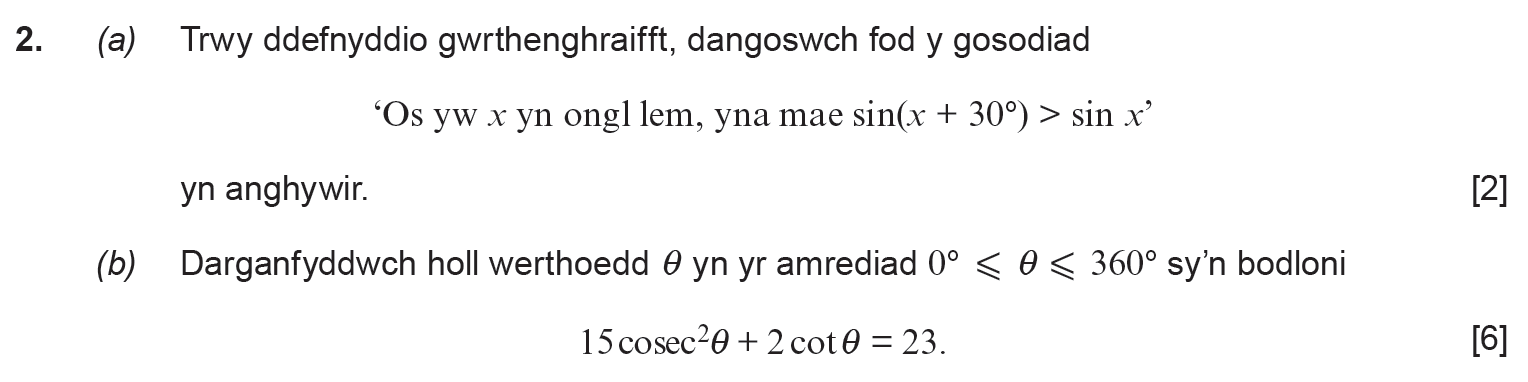 2. (a) Trwy ddefnyddio gwrthenghraifft, dangoswch fod y gosodiad
‘Os yw x yn ongl lem, yna mae sin(x + 30°) > sin x’
yn anghywir. [2]
(b) Darganfyddwch holl werthoedd θ yn yr amrediad 0° ⩽ θ ⩽ 360° sy’n bodloni
15 cosec²θ + 2 cot θ = 23. [6]